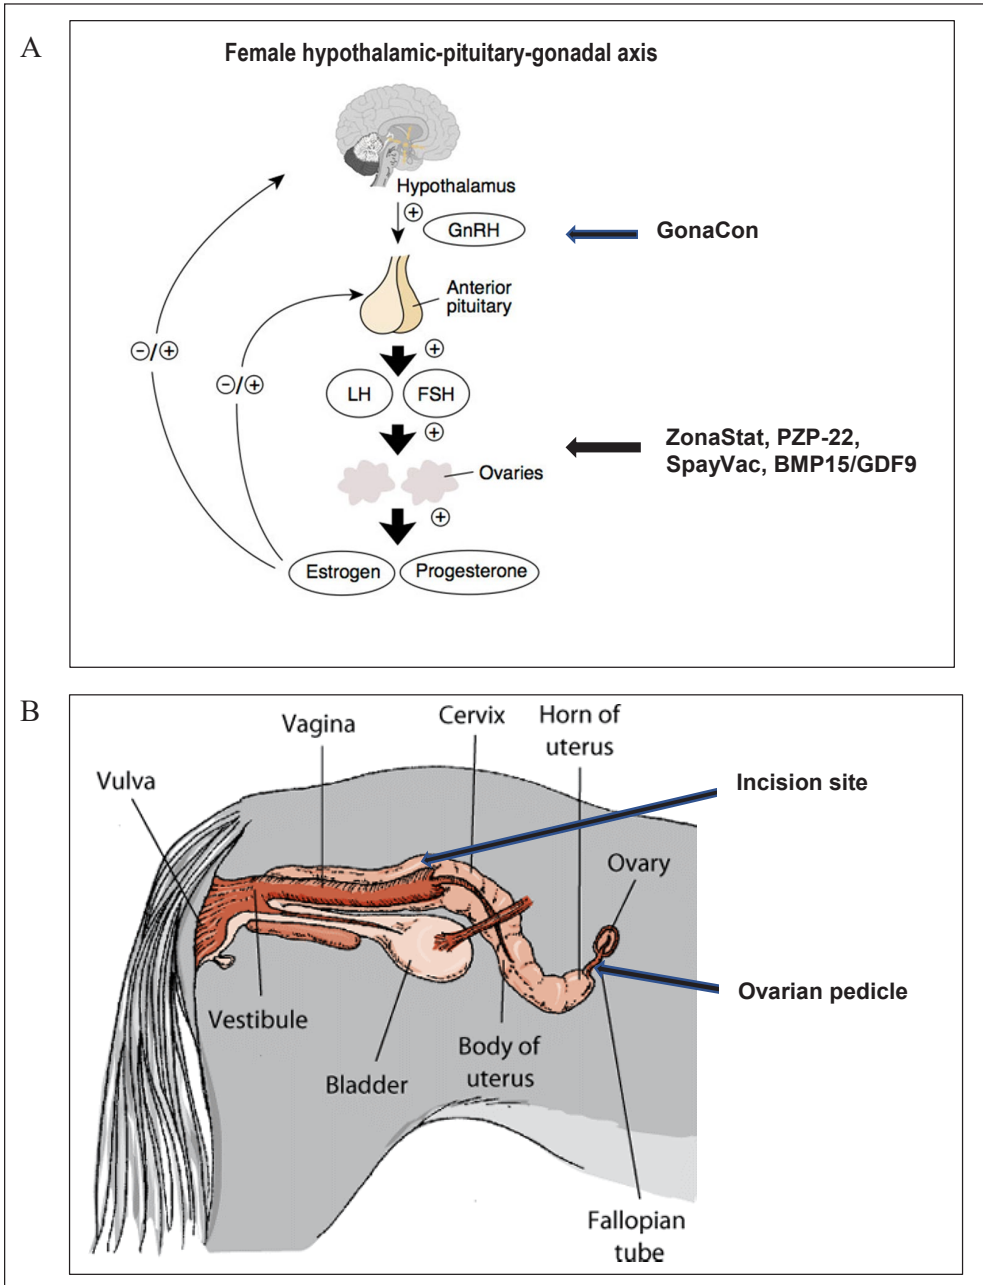 A
Female hypothalamic-pituitary-gonadal axis
Hypothalamus
⊕
GnRH
GonaCon
Anterior
pituitary
⊖/⊕
⊖/⊕
⊕
LH
FSH
⊕
ZonaStat, PZP-22,
SpayVac, BMP15/GDF9
Ovaries
⊕
Estrogen
Progesterone
B
Vulva
Vagina
Cervix
Horn of
uterus
Incision site
Ovary
Ovarian pedicle
Vestibule
Bladder
Body of
uterus
Fallopian
tube